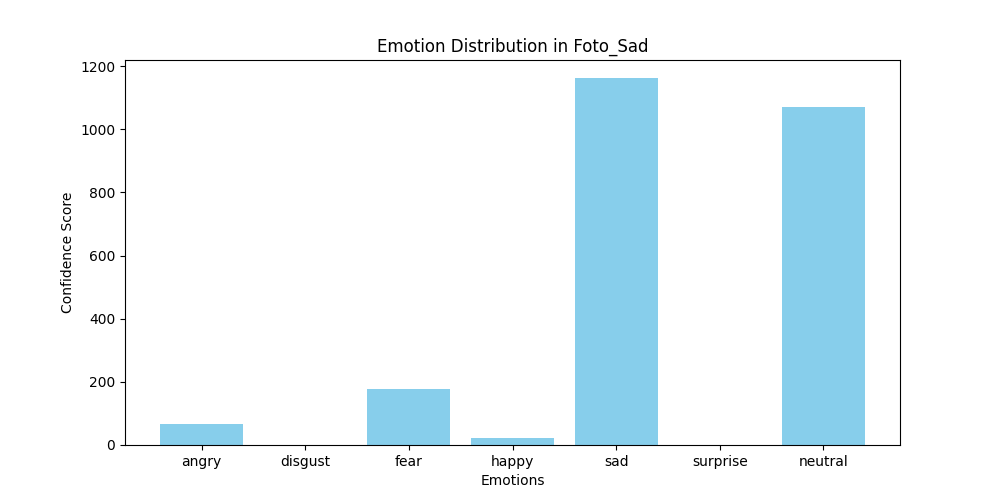 Emotion Distribution in Foto_Sad
1200
1000
800
600
400
200
0
Confidence Score
angry disgust fear happy sad surprise neutral
Emotions